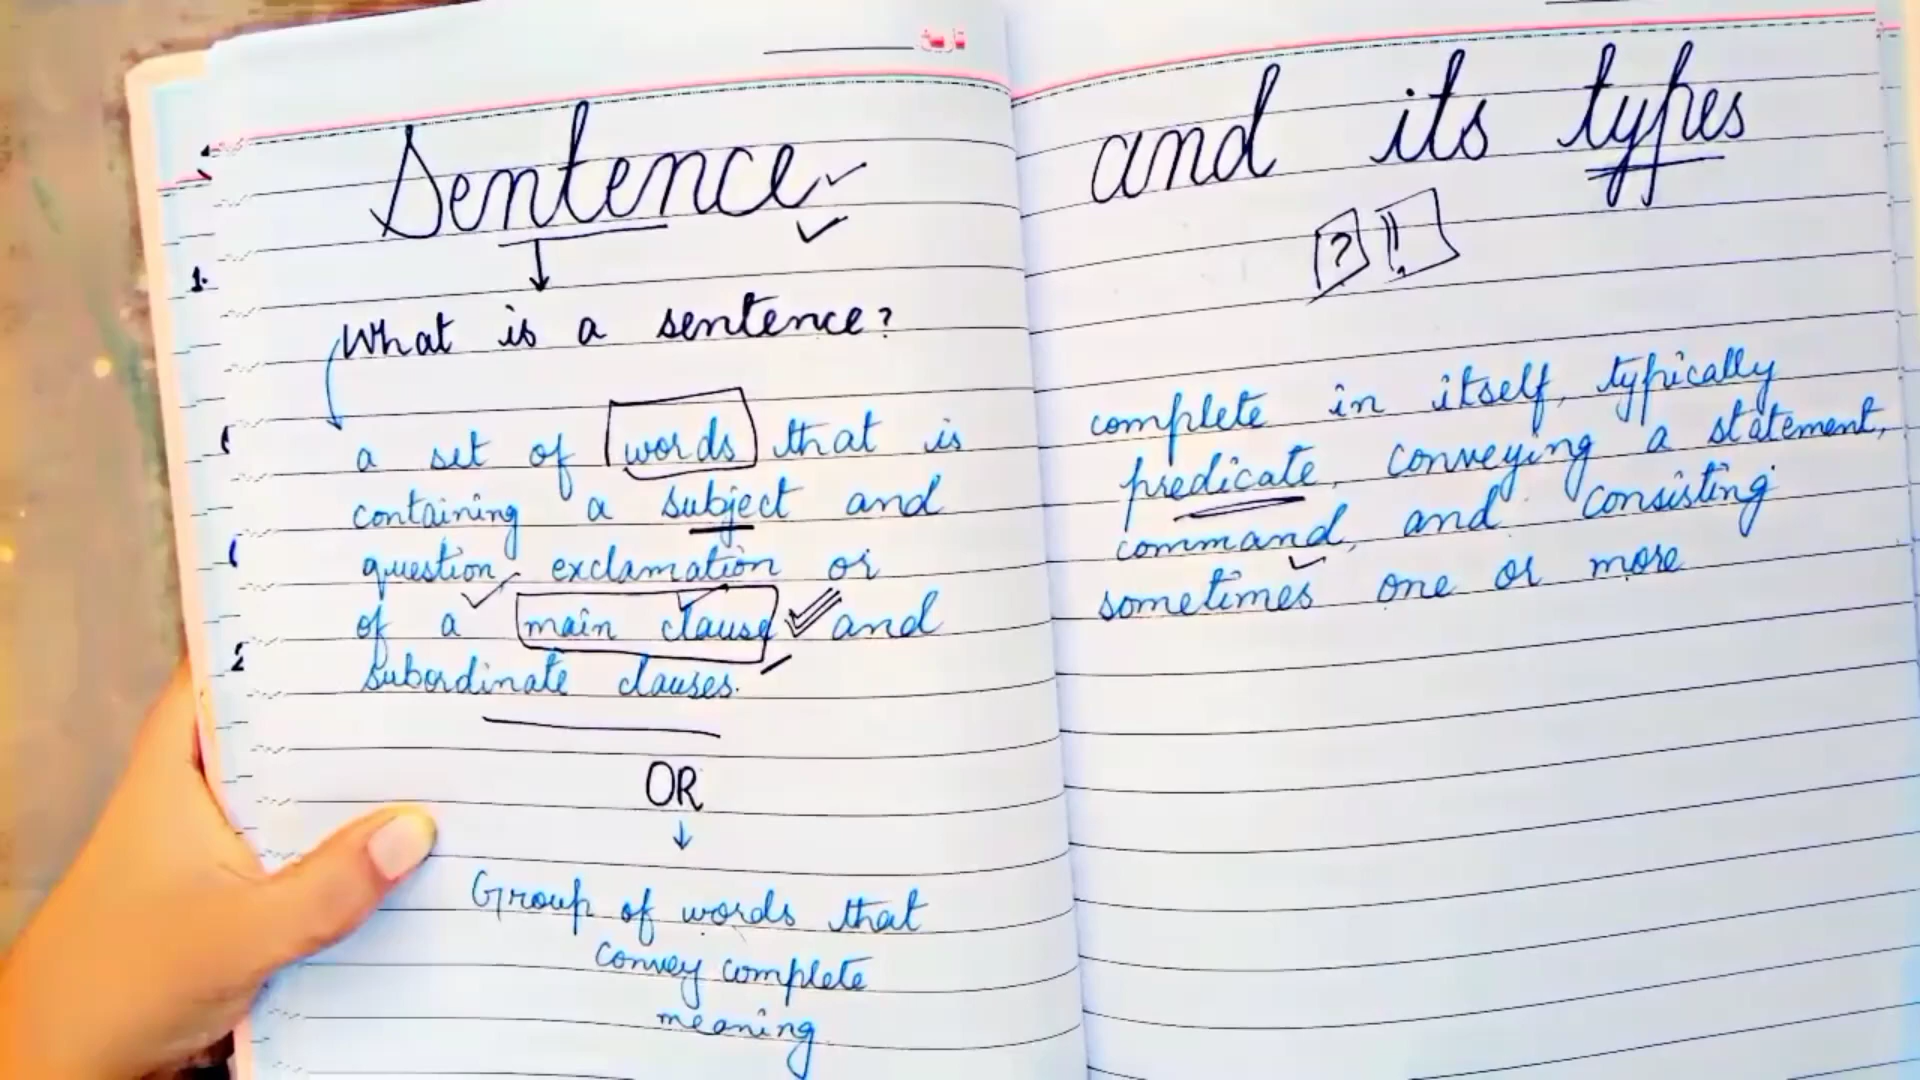 Sentence and its types
? !
1.
What is a sentence?
a set of words that is complete in itself, typically
containing a subject and predicate, conveying a statement,
question, exclamation or command, and consisting
of a main clause and sometimes one or more
subordinate clauses.
OR
Group of words that
convey complete
meaning